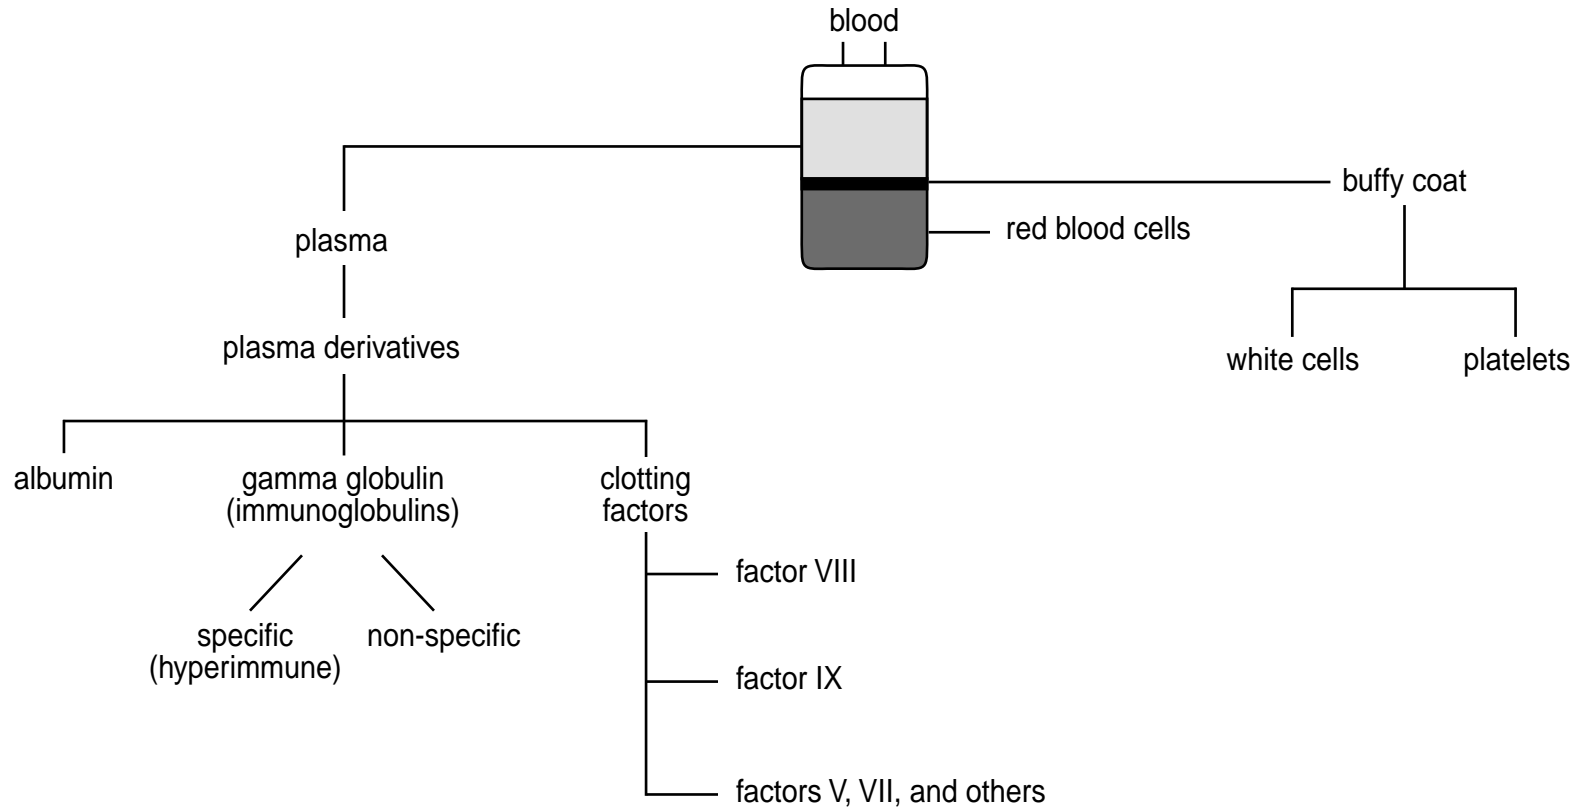 blood
buffy coat
red blood cells
plasma
plasma derivatives
white cells
platelets
albumin
gamma globulin
(immunoglobulins)
clotting
factors
factor VIII
specific
(hyperimmune)
non-specific
factor IX
factors V, VII, and others